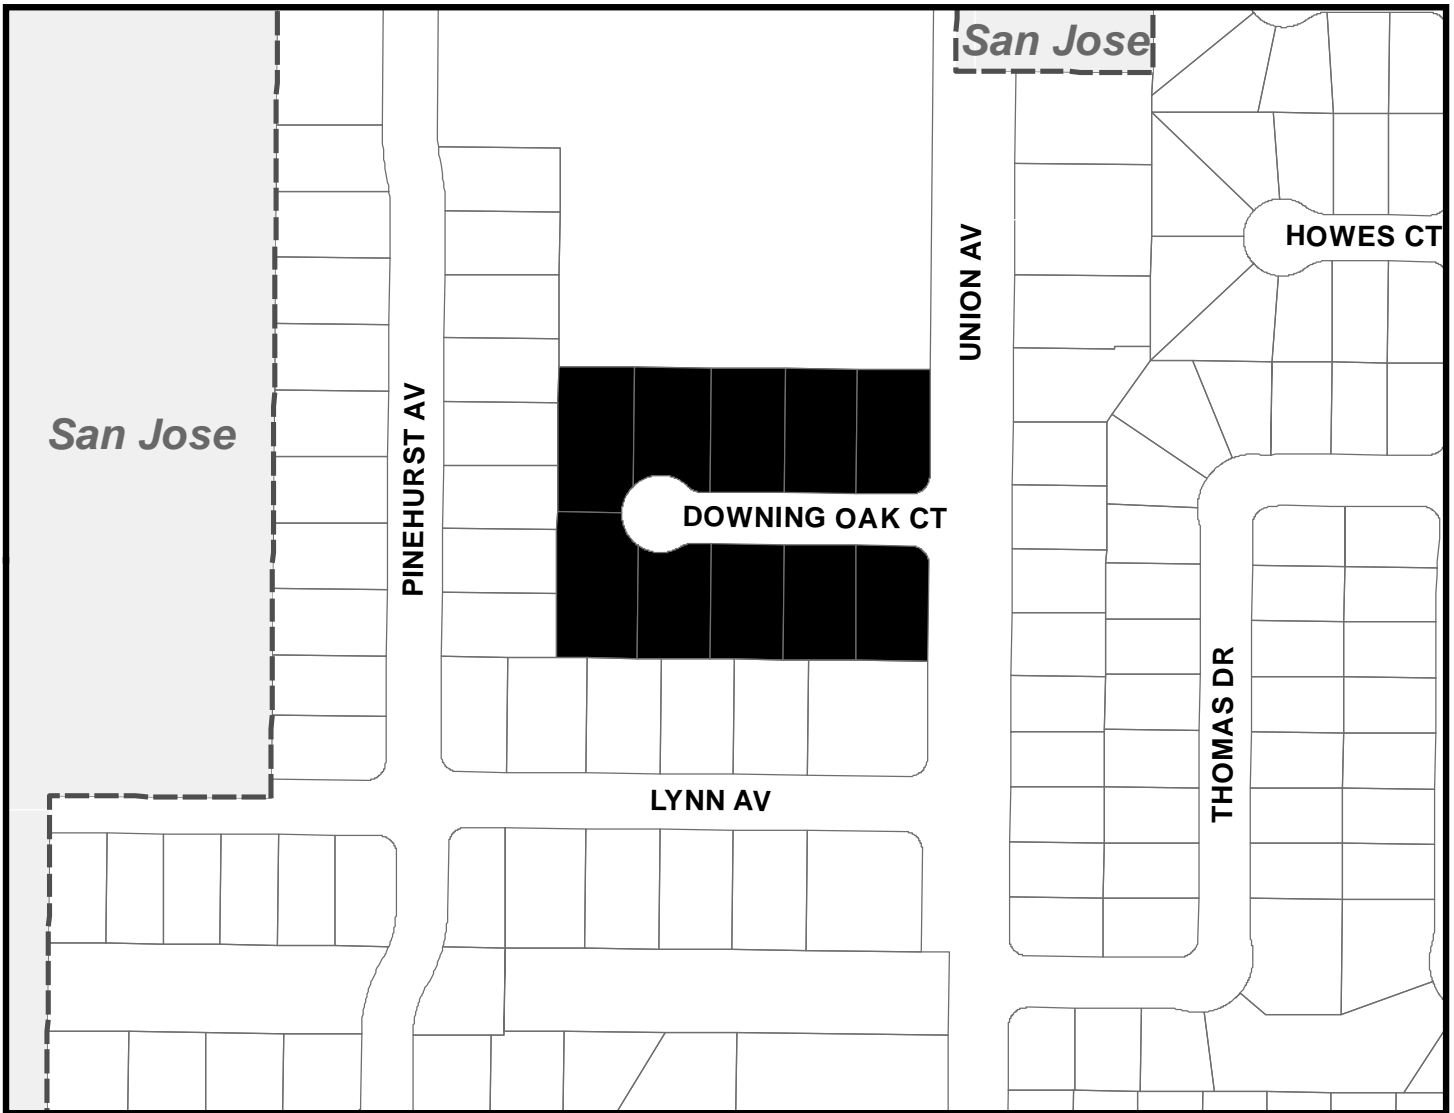 San Jose
HOWES CT
UNION AV
San Jose
PINEHURST AV
DOWNING OAK CT
THOMAS DR
LYNN AV